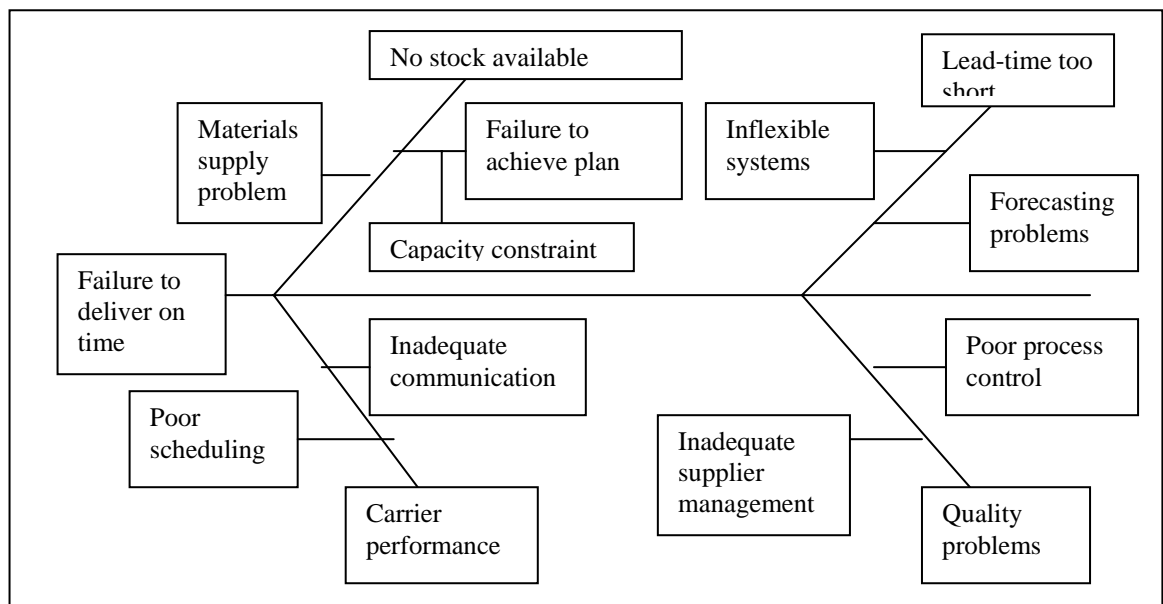 No stock available
Lead-time too
short
Materials
supply
problem
Failure to
achieve plan
Inflexible
systems
Forecasting
problems
Capacity constraint
Failure to
deliver on
time
Inadequate
communication
Poor process
control
Poor
scheduling
Inadequate
supplier
management
Carrier
performance
Quality
problems